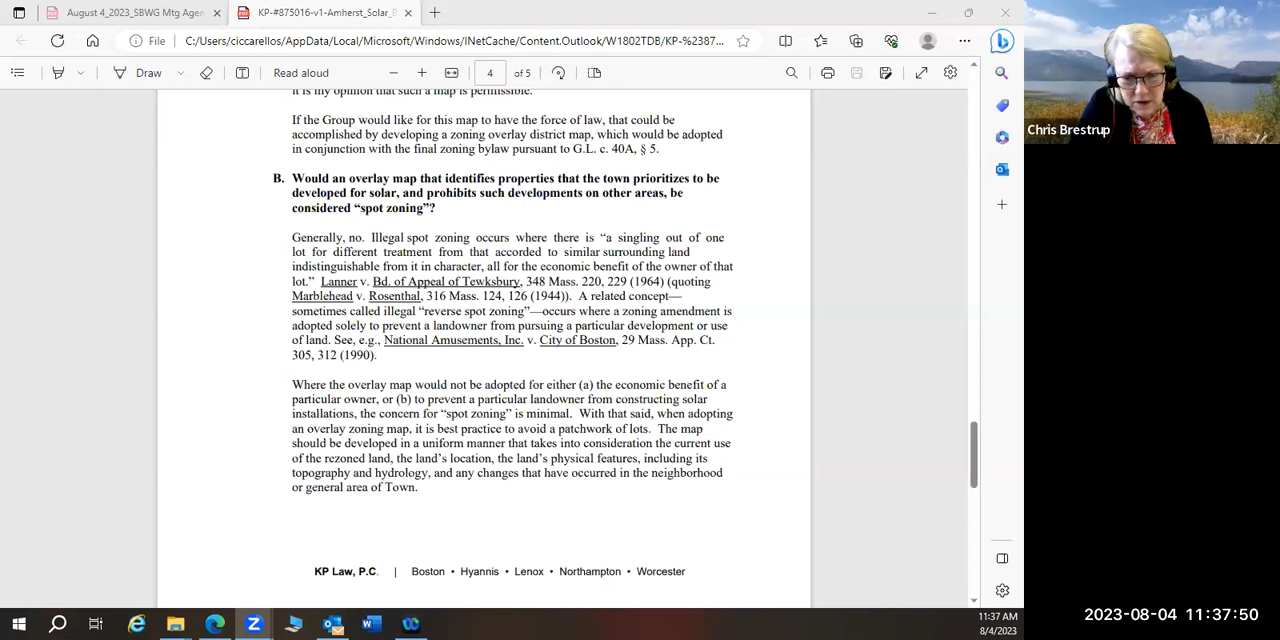 August 4_2023_SBWG Mtg Agen
KP-#875016-v1-Amherst_Solar_B
File
C:/Users/ciccarellos/AppData/Local/Microsoft/Windows/INetCache/Content.Outlook/W1802TDB/KP-%2387...
Draw
Read aloud
4 of 5
it is my opinion that such a map is permissible.
If the Group would like for this map to have the force of law, that could be
accomplished by developing a zoning overlay district map, which would be adopted
in conjunction with the final zoning bylaw pursuant to G.L. c. 40A, § 5.
B. Would an overlay map that identifies properties that the town prioritizes to be
developed for solar, and prohibits such developments on other areas, be
considered “spot zoning”?
Generally, no. Illegal spot zoning occurs where there is “a singling out of one
lot for different treatment from that accorded to similar surrounding land
indistinguishable from it in character, all for the economic benefit of the owner of that
lot.” Lanner v. Bd. of Appeal of Tewksbury, 348 Mass. 220, 229 (1964) (quoting
Marblehead v. Rosenthal, 316 Mass. 124, 126 (1944)). A related concept—
sometimes called illegal “reverse spot zoning”—occurs where a zoning amendment is
adopted solely to prevent a landowner from pursuing a particular development or use
of land. See, e.g., National Amusements, Inc. v. City of Boston, 29 Mass. App. Ct.
305, 312 (1990).
Where the overlay map would not be adopted for either (a) the economic benefit of a
particular owner, or (b) to prevent a particular landowner from constructing solar
installations, the concern for “spot zoning” is minimal. With that said, when adopting
an overlay zoning map, it is best practice to avoid a patchwork of lots. The map
should be developed in a uniform manner that takes into consideration the current use
of the rezoned land, the land’s location, the land’s physical features, including its
topography and hydrology, and any changes that have occurred in the neighborhood
or general area of Town.
KP Law, P.C. | Boston • Hyannis • Lenox • Northampton • Worcester
Chris Brestrup
11:37 AM
8/4/2023
2023-08-04 11:37:50